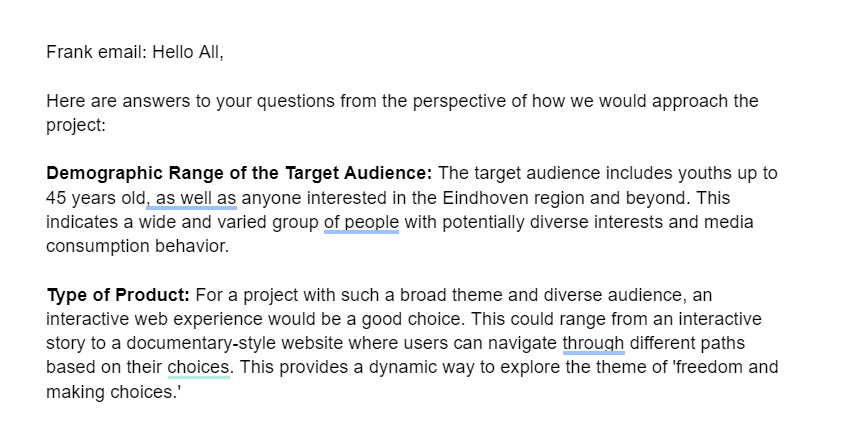 Frank email: Hello All,
Here are answers to your questions from the perspective of how we would approach the
project:
Demographic Range of the Target Audience: The target audience includes youths up to
45 years old, as well as anyone interested in the Eindhoven region and beyond. This
indicates a wide and varied group of people with potentially diverse interests and media
consumption behavior.
Type of Product: For a project with such a broad theme and diverse audience, an
interactive web experience would be a good choice. This could range from an interactive
story to a documentary-style website where users can navigate through different paths
based on their choices. This provides a dynamic way to explore the theme of 'freedom and
making choices.'